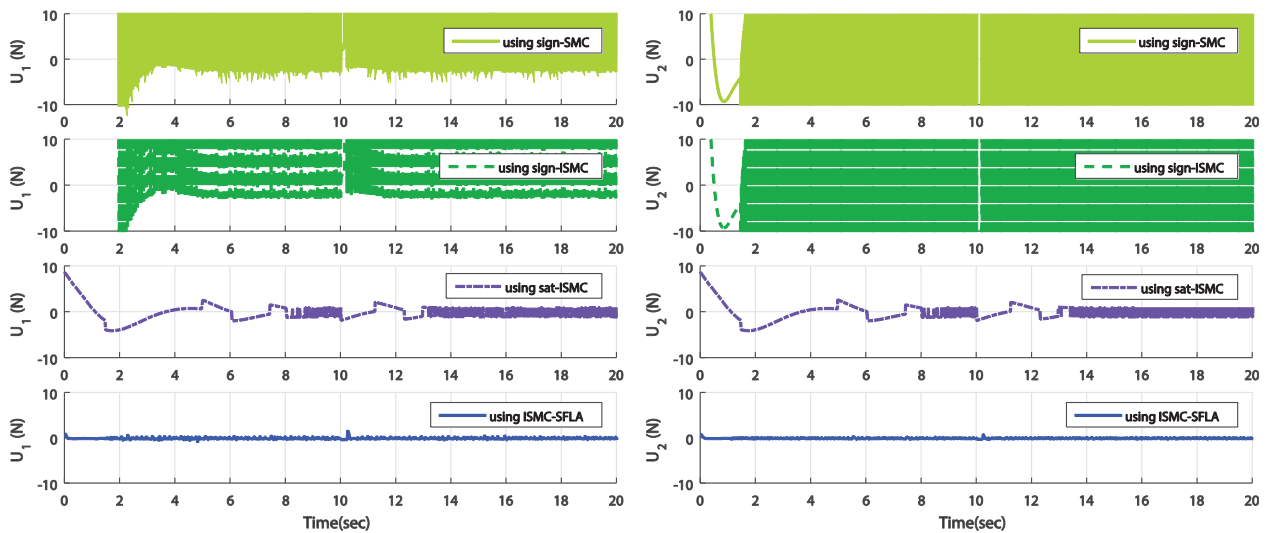 10
0
-10
U1 (N)
using sign-SMC
0 2 4 6 8 10 12 14 16 18 20
10
0
-10
U2 (N)
using sign-SMC
0 2 4 6 8 10 12 14 16 18 20
10
0
-10
U1 (N)
using sign-ISMC
0 2 4 6 8 10 12 14 16 18 20
10
0
-10
U2 (N)
using sign-ISMC
0 2 4 6 8 10 12 14 16 18 20
10
0
-10
U1 (N)
using sat-ISMC
0 2 4 6 8 10 12 14 16 18 20
10
0
-10
U2 (N)
using sat-ISMC
0 2 4 6 8 10 12 14 16 18 20
10
0
-10
U1 (N)
using ISMC-SFLA
0 2 4 6 8 10 12 14 16 18 20
Time(sec)
10
0
-10
U2 (N)
using ISMC-SFLA
0 2 4 6 8 10 12 14 16 18 20
Time(sec)